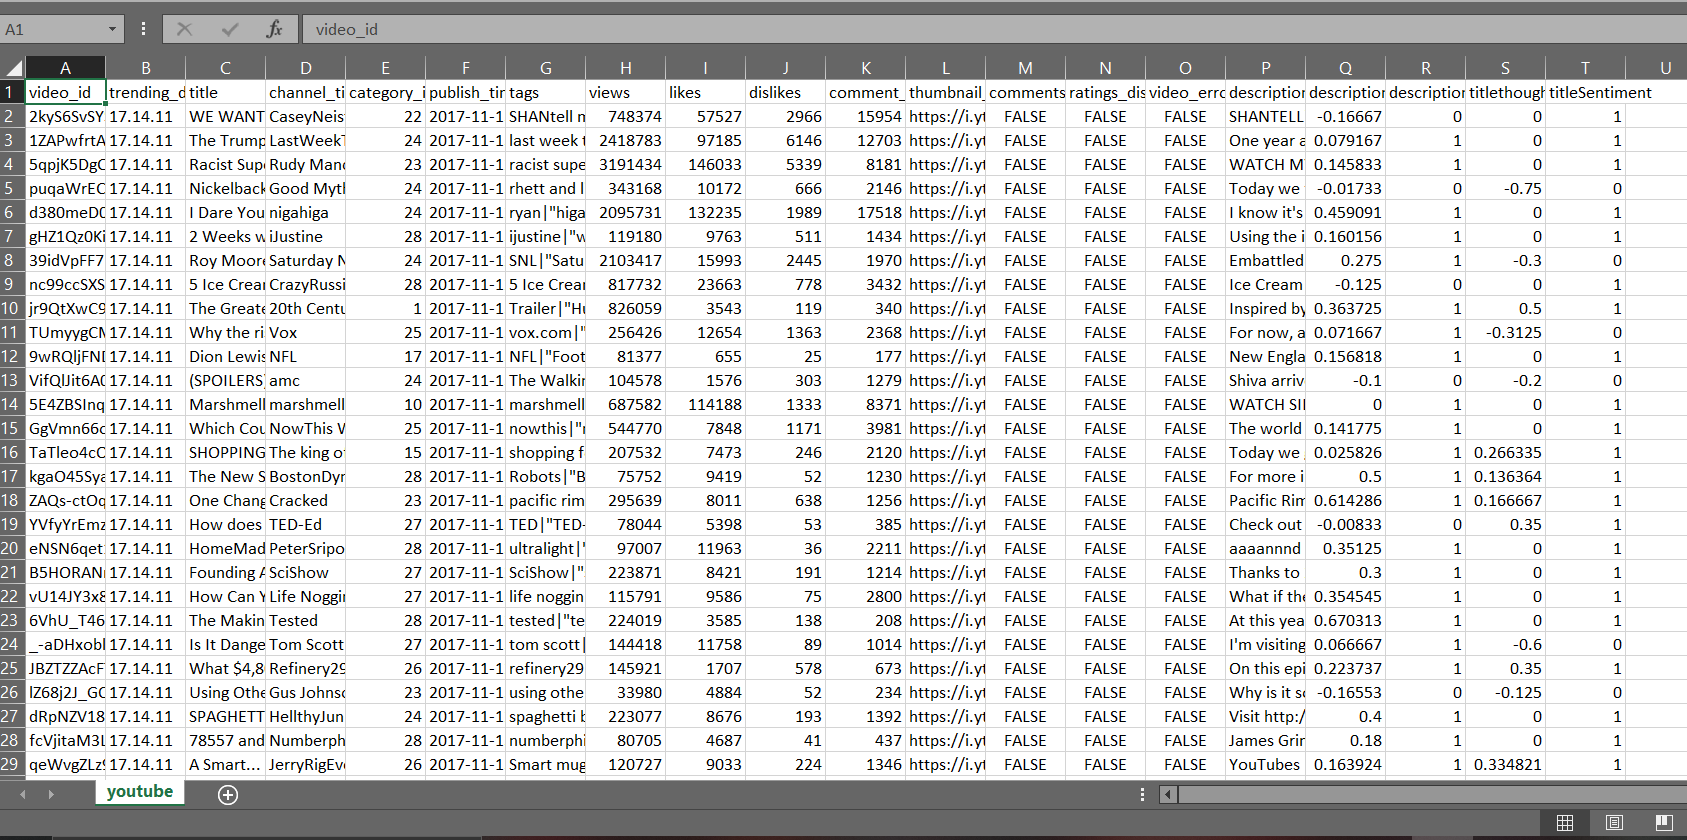 A1 fx video_id
A B C D E F G H I J K L M N O P Q R S T U
1 video_id trending_d title channel_ti category_i publish_tir tags views likes dislikes comment_ thumbnail_ comments ratings_dis video_erro description description description titlethough titleSentiment
2 2kyS6SvSY 17.14.11 WE WANT CaseyNeis 22 2017-11-1 SHANtell m 748374 57527 2966 15954 https://i.yt FALSE FALSE FALSE SHANTELL -0.16667 0 0 1
3 1ZAPwfrtA 17.14.11 The Trump LastWeekT 24 2017-11-1 last week t 2418783 97185 6146 12703 https://i.yt FALSE FALSE FALSE One year a 0.079167 1 0 1
4 5qpjK5DgC 17.14.11 Racist Sup Rudy Manc 23 2017-11-1 racist supe 3191434 146033 5339 8181 https://i.yt FALSE FALSE FALSE WATCH M 0.145833 1 0 1
5 puqaWrEC 17.14.11 Nickelback Good Myth 24 2017-11-1 rhett and l 343168 10172 666 2146 https://i.yt FALSE FALSE FALSE Today we -0.01733 0 -0.75 0
6 d380meD0 17.14.11 I Dare You nigahiga 24 2017-11-1 ryan|"higa 2095731 132235 1989 17518 https://i.yt FALSE FALSE FALSE I know it's 0.459091 1 0 1
7 gHZ1Qz0Ki 17.14.11 2 Weeks w iJustine 28 2017-11-1 ijustine|"w 119180 9763 511 1434 https://i.yt FALSE FALSE FALSE Using the i 0.160156 1 0 1
8 39idVpFF7 17.14.11 Roy Moore Saturday N 24 2017-11-1 SNL|"Satu 2103417 15993 2445 1970 https://i.yt FALSE FALSE FALSE Embattled 0.275 1 -0.3 0
9 nc99ccSXS 17.14.11 5 Ice Crear CrazyRussi 28 2017-11-1 5 Ice Crear 817732 23663 778 3432 https://i.yt FALSE FALSE FALSE Ice Cream -0.125 0 0 1
10 jr9QtXwC9 17.14.11 The Greate 20th Centu 1 2017-11-1 Trailer|"Hu 826059 3543 119 340 https://i.yt FALSE FALSE FALSE Inspired by 0.363725 1 0.5 1
11 TUmyygCM 17.14.11 Why the ri Vox 25 2017-11-1 vox.com|" 256426 12654 1363 2368 https://i.yt FALSE FALSE FALSE For now, a 0.071667 1 -0.3125 0
12 9wRQljFNI 17.14.11 Dion Lewis NFL 17 2017-11-1 NFL|"Foot 81377 655 25 177 https://i.yt FALSE FALSE FALSE New Engla 0.156818 1 0 1
13 VifQlJit6A0 17.14.11 (SPOILERS) amc 24 2017-11-1 The Walkin 104578 1576 303 1279 https://i.yt FALSE FALSE FALSE Shiva arriv -0.1 0 -0.2 0
14 5E4ZBSInq 17.14.11 Marshmell marshmell 10 2017-11-1 marshmell 687582 114188 1333 8371 https://i.yt FALSE FALSE FALSE WATCH SII 0 1 0 1
15 GgVmn66c 17.14.11 Which Cou NowThis W 25 2017-11-1 nowthis|"n 544770 7848 1171 3981 https://i.yt FALSE FALSE FALSE The world 0.141775 1 0 1
16 TaTleo4cC 17.14.11 SHOPPING The king of 15 2017-11-1 shopping f 207532 7473 246 2120 https://i.yt FALSE FALSE FALSE Today we 0.025826 1 0.266335 1
17 kgaO45Sya 17.14.11 The New S BostonDyr 28 2017-11-1 Robots|"B 75752 9419 52 1230 https://i.yt FALSE FALSE FALSE For more i 0.5 1 0.136364 1
18 ZAQs-ctOq 17.14.11 One Chang Cracked 23 2017-11-1 pacific rim 295639 8011 638 1256 https://i.yt FALSE FALSE FALSE Pacific Rim 0.614286 1 0.166667 1
19 YVfyYrEmz 17.14.11 How does TED-Ed 27 2017-11-1 TED|"TED- 78044 5398 53 385 https://i.yt FALSE FALSE FALSE Check out -0.00833 0 0.35 1
20 eNSN6qet 17.14.11 HomeMad PeterSripo 28 2017-11-1 ultralight|" 97007 11963 36 2211 https://i.yt FALSE FALSE FALSE aaaannnd 0.35125 1 0 1
21 B5HORANn 17.14.11 Founding A SciShow 27 2017-11-1 SciShow|" 223871 8421 191 1214 https://i.yt FALSE FALSE FALSE Thanks to 0.3 1 0 1
22 vU14JY3x8 17.14.11 How Can Y Life Noggin 27 2017-11-1 life noggin 115791 9586 75 2800 https://i.yt FALSE FALSE FALSE What if the 0.354545 1 0 1
23 6VhU_T46 17.14.11 The Makin Tested 28 2017-11-1 tested|"te 224019 3585 138 208 https://i.yt FALSE FALSE FALSE At this yea 0.670313 1 0 1
24 _-aDHxobl 17.14.11 Is It Dange Tom Scott 27 2017-11-1 tom scott| 144418 11758 89 1014 https://i.yt FALSE FALSE FALSE I'm visiting 0.066667 1 -0.6 0
25 JBZTZZAcF 17.14.11 What $4,8 Refinery29 26 2017-11-1 refinery29 145921 1707 578 673 https://i.yt FALSE FALSE FALSE On this epi 0.223737 1 0.35 1
26 lZ68j2J_GC 17.14.11 Using Othe Gus Johnso 23 2017-11-1 using othe 33980 4884 52 234 https://i.yt FALSE FALSE FALSE Why is it so -0.16553 0 -0.125 0
27 dRpNZV18 17.14.11 SPAGHETT HellthyJun 24 2017-11-1 spaghetti b 223077 8676 193 1392 https://i.yt FALSE FALSE FALSE Visit http:/ 0.4 1 0 1
28 fcVjitaM3L 17.14.11 78557 and Numberph 28 2017-11-1 numberphi 80705 4687 41 437 https://i.yt FALSE FALSE FALSE James Grir 0.18 1 0 1
29 qeWvgZLz9 17.14.11 A Smart... JerryRigEve 26 2017-11-1 Smart mug 120727 9033 224 1346 https://i.yt FALSE FALSE FALSE YouTubes 0.163924 1 0.334821 1
youtube